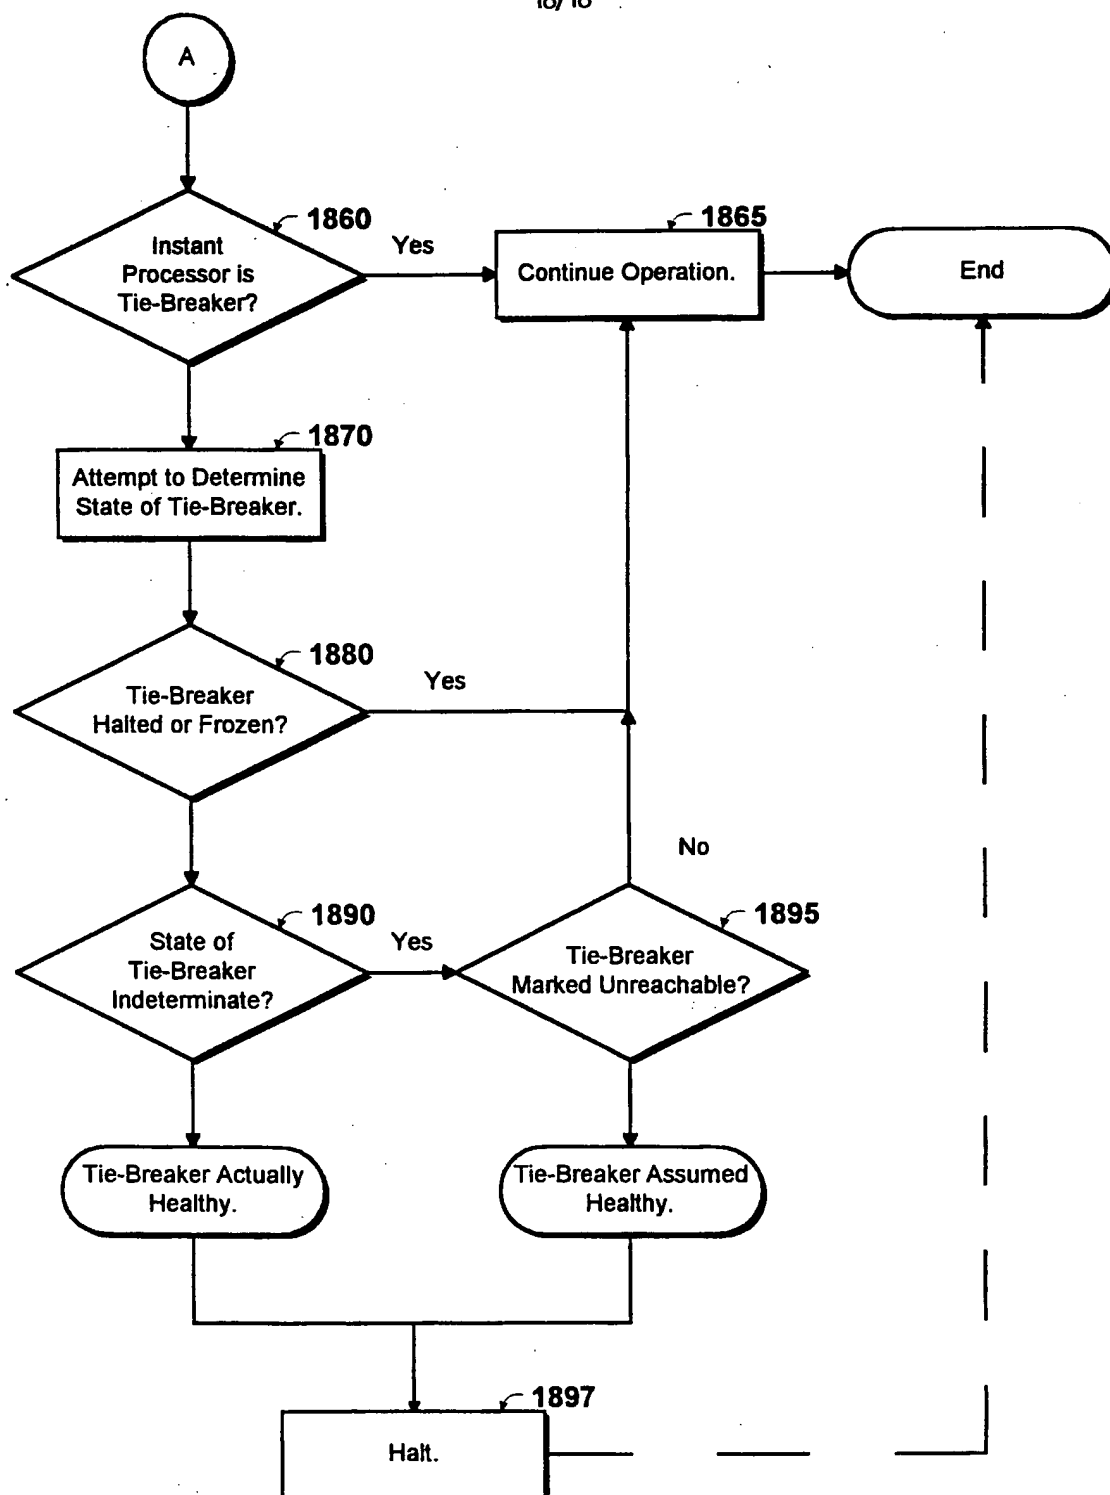 18/18
A
1860
Instant
Processor is
Tie-Breaker?
Yes
1865
Continue Operation.
End
1870
Attempt to Determine
State of Tie-Breaker.
1880
Tie-Breaker
Halted or Frozen?
Yes
No
1890
State of
Tie-Breaker
Indeterminate?
Yes
1895
Tie-Breaker
Marked Unreachable?
Tie-Breaker Actually
Healthy.
Tie-Breaker Assumed
Healthy.
1897
Halt.